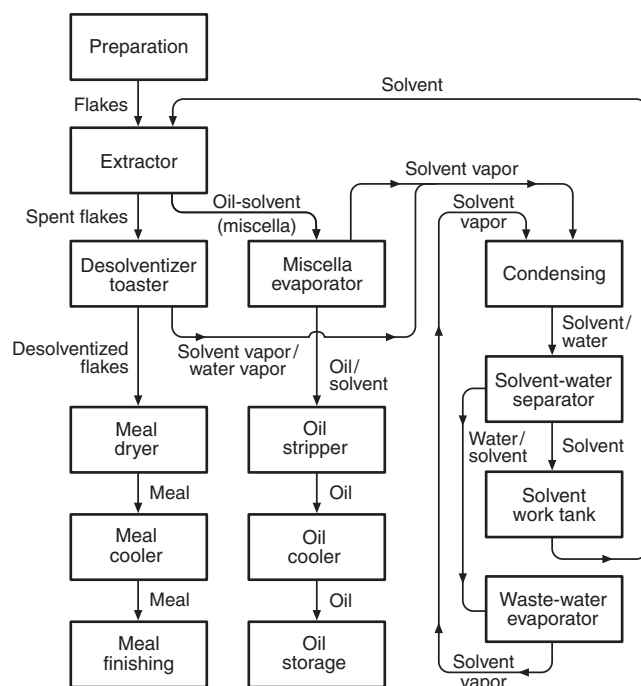 Preparation
Solvent
Flakes
Extractor
Solvent vapor
Oil-solvent
(miscella)
Spent flakes
Solvent
vapor
Desolventizer
toaster
Miscella
evaporator
Condensing
Solvent/
water
Desolventized
flakes
Solvent vapor/
water vapor
Oil/
solvent
Solvent-water
separator
Meal
dryer
Oil
stripper
Water/
solvent
Solvent
Meal
Oil
Solvent
work tank
Meal
cooler
Oil
cooler
Meal
Oil
Waste-water
evaporator
Meal
finishing
Oil
storage
Solvent
vapor